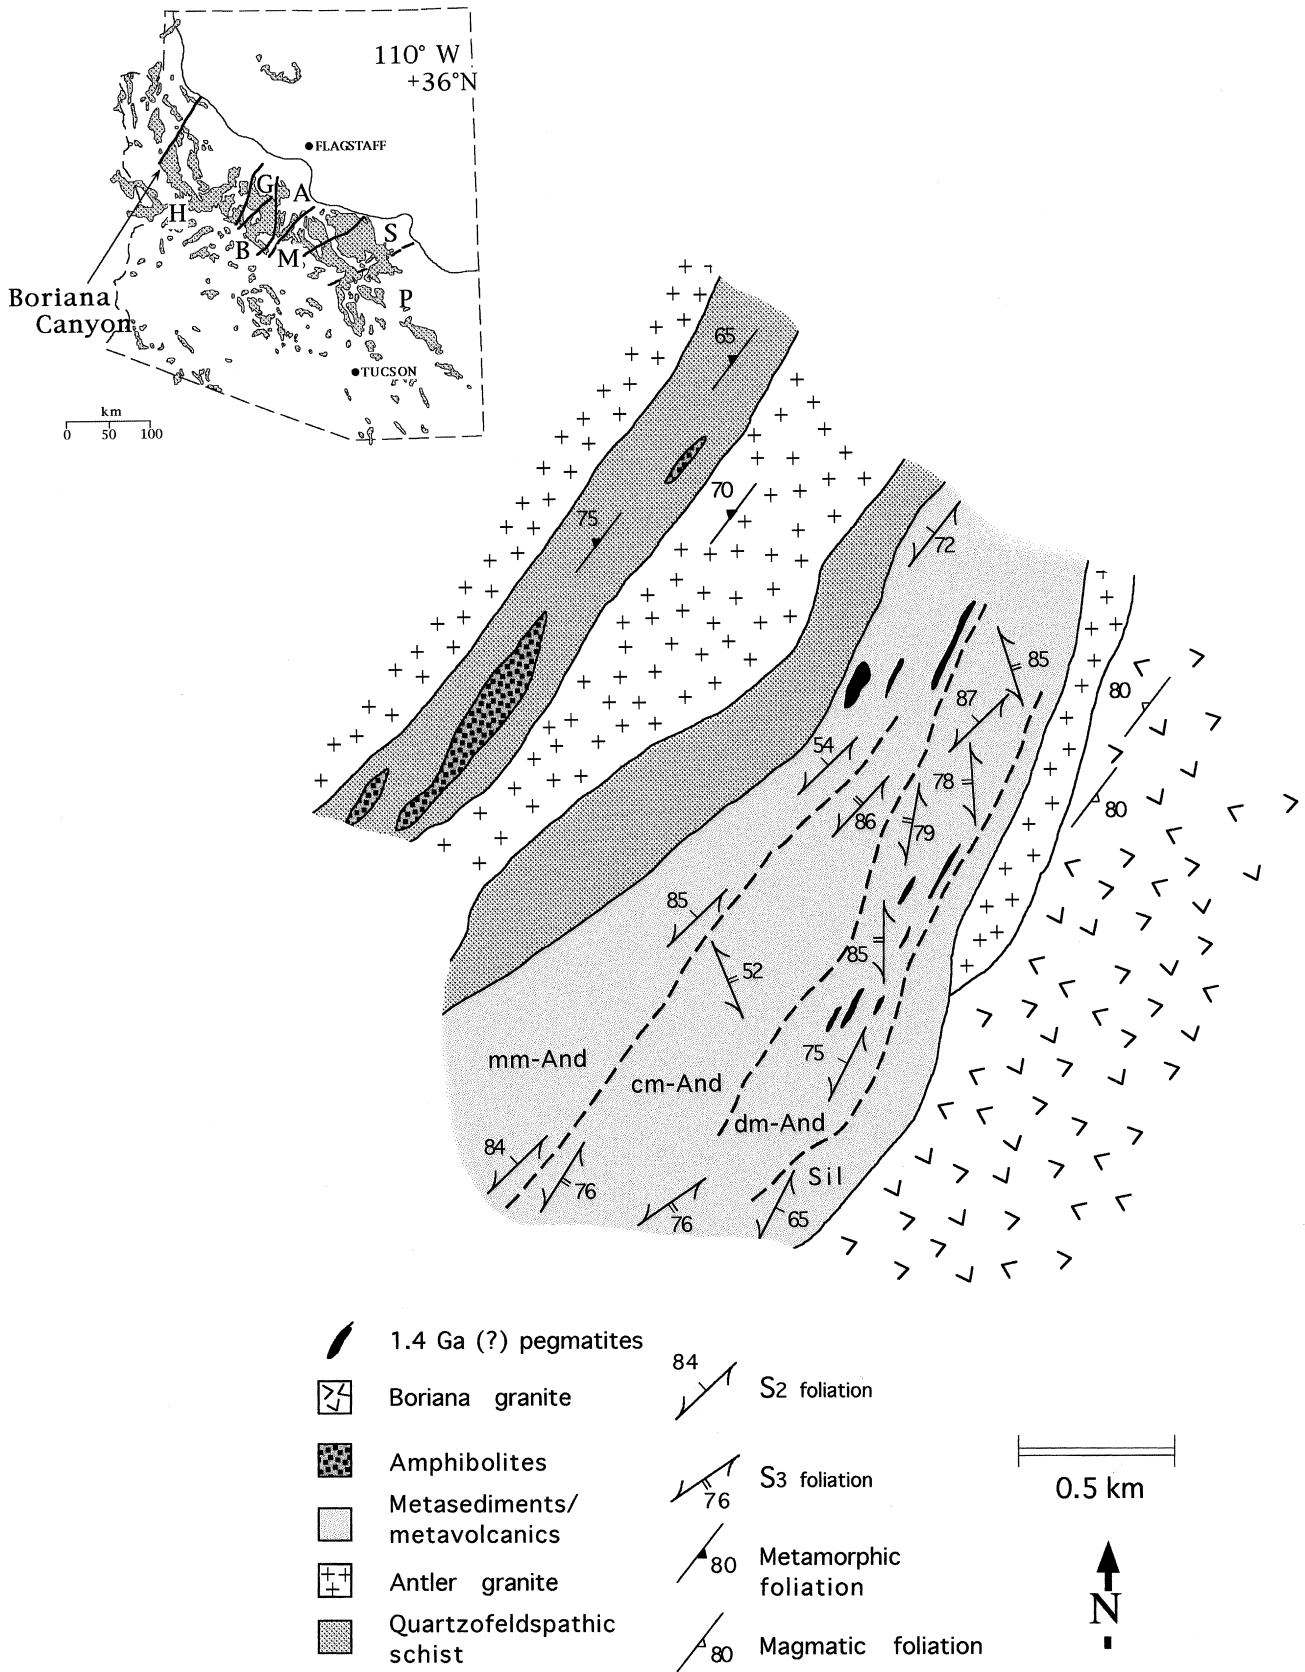 110° W
+36°N
FLAGSTAFF
G
A
H
B
M
S
P
Boriana
Canyon
TUCSON
km
0 50 100
65
70
75
72
85
80
87
54
78
80
86
79
85
85
52
75
mm-And
cm-And
dm-And
84
76
76
Sil
65
1.4 Ga (?) pegmatites
Boriana granite
Amphibolites
Metasediments/
metavolcanics
Antler granite
Quartzofeldspathic
schist
84
S2 foliation
S3 foliation
76
80 Metamorphic
foliation
80 Magmatic foliation
0.5 km
N